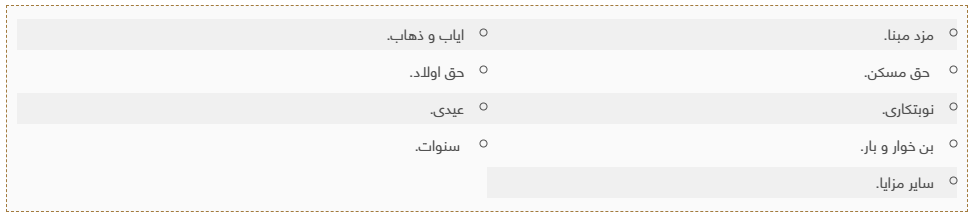 مزد مبنا.
ایاب و ذهاب.
حق مسکن.
حق اولاد.
نوبتکاری.
عیدی.
بن خوار و بار.
سنوات.
سایر مزایا.